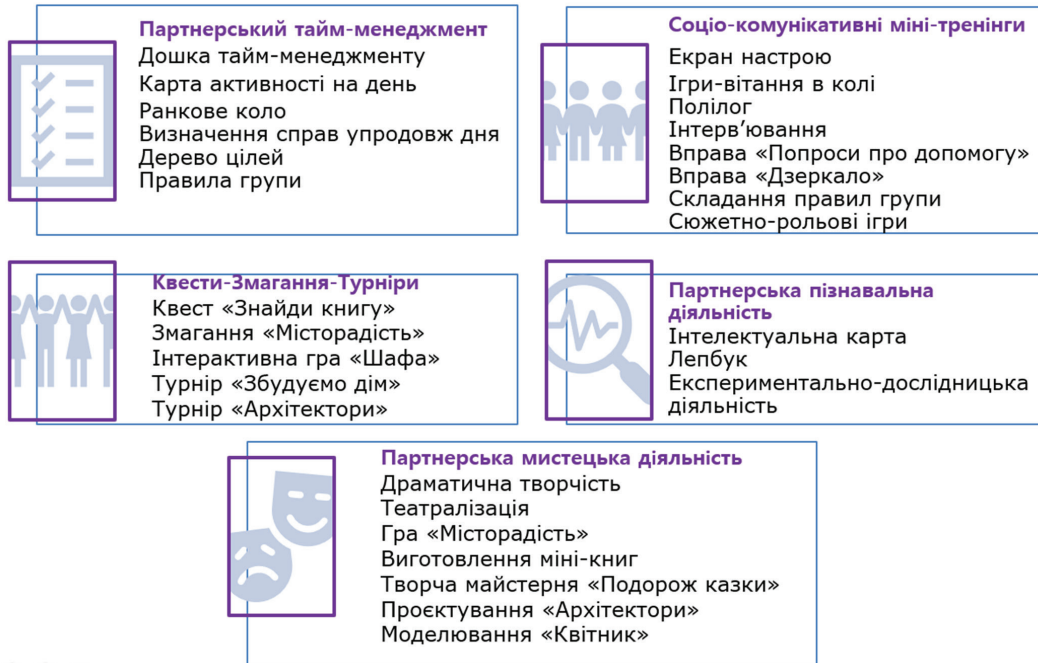 Партнерський тайм-менеджмент
Дошка тайм-менеджменту
Карта активності на день
Ранкове коло
Визначення справ упродовж дня
Дерево цілей
Правила групи
Соціо-комунікативні міні-тренінги
Екран настрою
Ігри-вітання в колі
Полілог
Інтерв’ювання
Вправа «Попроси про допомогу»
Вправа «Дзеркало»
Складання правил групи
Сюжетно-рольові ігри
Квести-Змагання-Турніри
Квест «Знайди книгу»
Змагання «Місторадість»
Інтерактивна гра «Шафа»
Турнір «Збудуємо дім»
Турнір «Архітектори»
Партнерська пізнавальна
діяльність
Інтелектуальна карта
Лепбук
Експериментально-дослідницька
діяльність
Партнерська мистецька діяльність
Драматична творчість
Театралізація
Гра «Місторадість»
Виготовлення міні-книг
Творча майстерня «Подорож казки»
Проєктування «Архітектори»
Моделювання «Квітник»